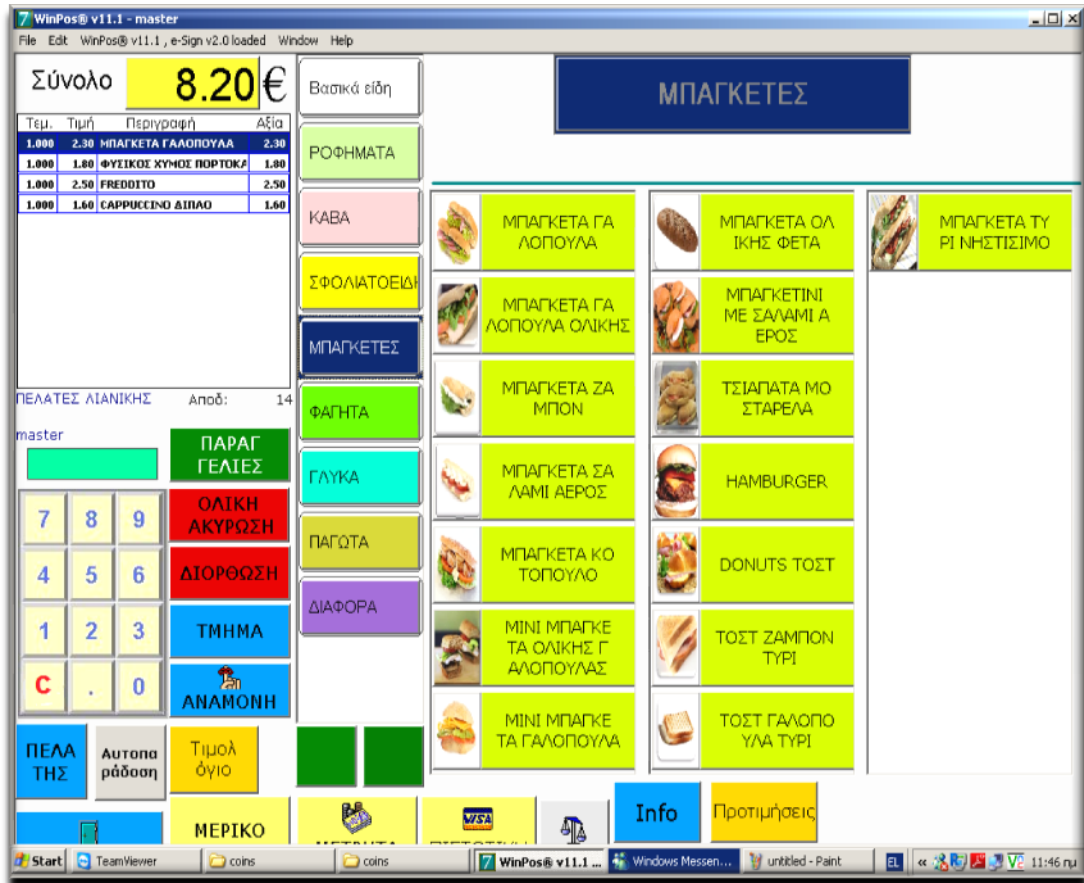 WinPos® v11.1 - master
File Edit WinPos® v11.1 , e-Sign v2.0 loaded Window Help
Σύνολο 8.20 €
Τεμ. Τιμή Περιγραφή Αξία
1.000 2.30 ΜΠΑΓΚΕΤΑ ΓΑΛΟΠΟΥΛΑ 2.30
1.000 1.80 ΦΥΣΙΚΟΣ ΧΥΜΟΣ ΠΟΡΤΟΚΑ 1.80
1.000 2.50 FREDDITO 2.50
1.000 1.60 CAPPUCCINO ΔΙΠΛΟ 1.60
ΠΕΛΑΤΕΣ ΛΙΑΝΙΚΗΣ Αποδ: 14
master
ΠΑΡΑΓ
ΓΕΛΙΕΣ
ΟΛΙΚΗ
ΑΚΥΡΩΣΗ
ΔΙΟΡΘΩΣΗ
ΤΜΗΜΑ
ΑΝΑΜΟΝΗ
7 8 9
4 5 6
1 2 3
C . 0
ΠΕΛΑ
ΤΗΣ
Αυτοπα
ράδοση
Τιμολ
όγιο
ΜΕΡΙΚΟ
VISA
Info
Προτιμήσεις
Βασικά είδη
ΡΟΦΗΜΑΤΑ
ΚΑΒΑ
ΣΦΟΛΙΑΤΟΕΙΔΗ
ΜΠΑΓΚΕΤΕΣ
ΦΑΓΗΤΑ
ΓΛΥΚΑ
ΠΑΓΩΤΑ
ΔΙΑΦΟΡΑ
ΜΠΑΓΚΕΤΕΣ
ΜΠΑΓΚΕΤΑ ΓΑ
ΛΟΠΟΥΛΑ
ΜΠΑΓΚΕΤΑ ΓΑ
ΛΟΠΟΥΛΑ ΟΛΙΚΗΣ
ΜΠΑΓΚΕΤΑ ΖΑ
ΜΠΟΝ
ΜΠΑΓΚΕΤΑ ΣΑ
ΛΑΜΙ ΑΕΡΟΣ
ΜΠΑΓΚΕΤΑ ΚΟ
ΤΟΠΟΥΛΟ
ΜΙΝΙ ΜΠΑΓΚΕ
ΤΑ ΟΛΙΚΗΣ Γ
ΑΛΟΠΟΥΛΑΣ
ΜΙΝΙ ΜΠΑΓΚΕ
ΤΑ ΓΑΛΟΠΟΥΛΑ
ΜΠΑΓΚΕΤΑ ΟΛ
ΙΚΗΣ ΦΕΤΑ
ΜΠΑΓΚΕΤΙΝΙ
ΜΕ ΣΑΛΑΜΙ Α
ΕΡΟΣ
ΤΣΙΑΠΑΤΑ ΜΟ
ΣΤΑΡΕΛΑ
HAMBURGER
DONUTS ΤΟΣΤ
ΤΟΣΤ ΖΑΜΠΟΝ
ΤΥΡΙ
ΤΟΣΤ ΓΑΛΟΠΟ
ΥΛΑ ΤΥΡΙ
ΜΠΑΓΚΕΤΑ ΤΥ
ΡΙ ΝΗΣΤΙΣΙΜΟ
Start TeamViewer coins coins WinPos® v11.1 ... Windows Messen... untitled - Paint EL « 11:46 πμ